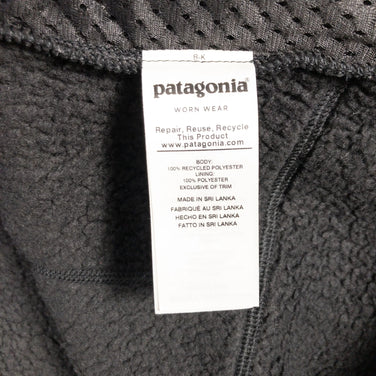 patagonia®
WORN WEAR
Repair, Reuse, Recycle
This Product
www.patagonia.com
BODY:
100% RECYCLED POLYESTER
LINING:
100% POLYESTER
EXCLUSIVE OF TRIM
MADE IN SRI LANKA
FABRIQUÉ AU SRI LANKA
HECHO EN SRI LANKA
FATTO IN SRI LANKA